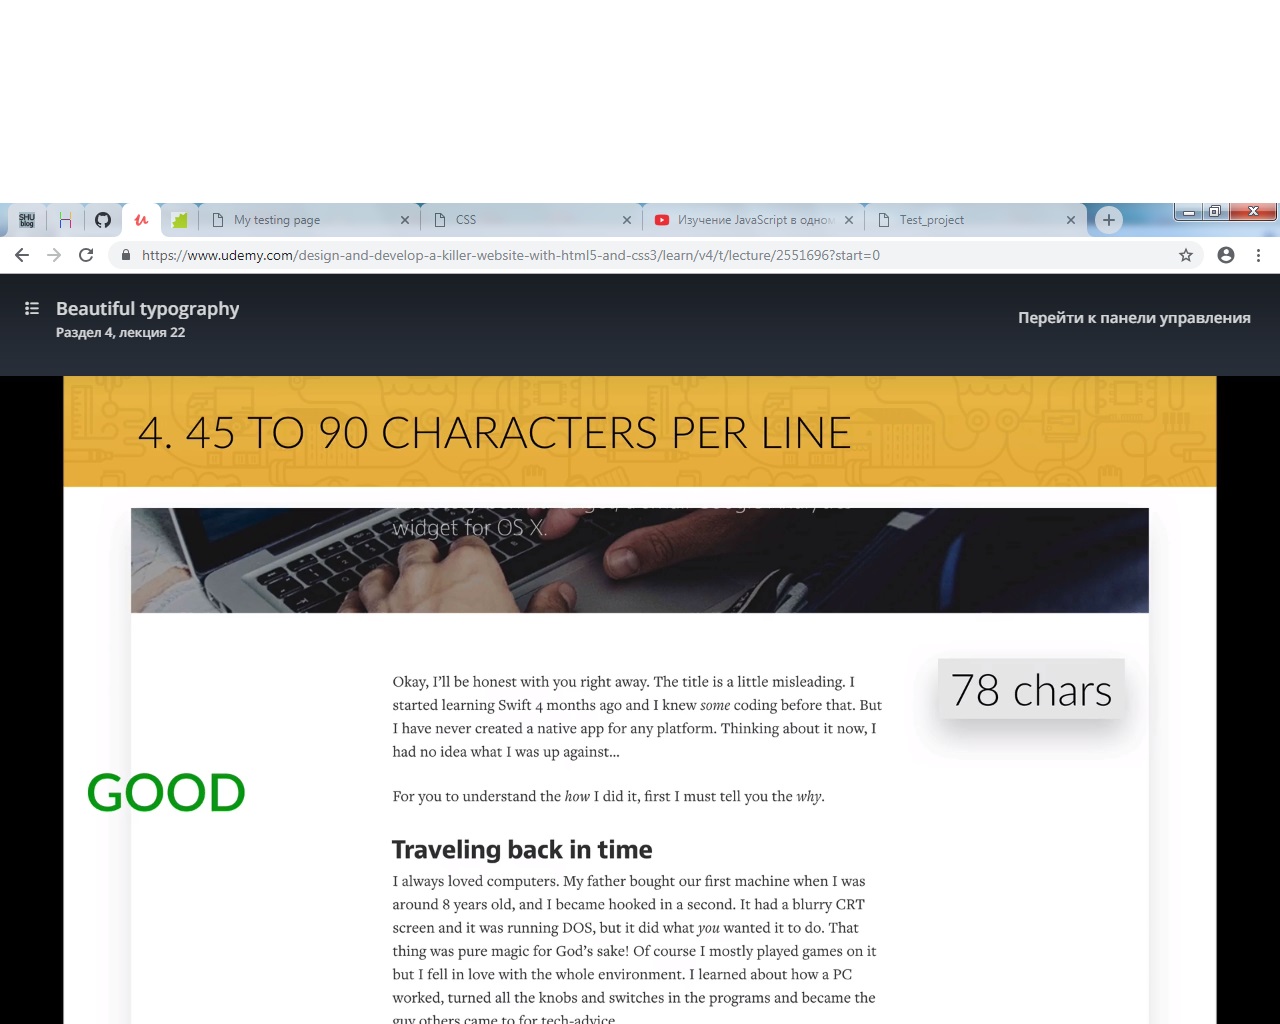 SHU
blog
My testing page
CSS
Изучение JavaScript в одном
Test_project
https://www.udemy.com/design-and-develop-a-killer-website-with-html5-and-css3/learn/v4/t/lecture/2551696?start=0
Beautiful typography
Раздел 4, лекция 22
Перейти к панели управления
4. 45 TO 90 CHARACTERS PER LINE
widget for OS X.
78 chars
Okay, I’ll be honest with you right away. The title is a little misleading. I
started learning Swift 4 months ago and I knew some coding before that. But
I have never created a native app for any platform. Thinking about it now, I
had no idea what I was up against...
GOOD
For you to understand the how I did it, first I must tell you the why.
Traveling back in time
I always loved computers. My father bought our first machine when I was
around 8 years old, and I became hooked in a second. It had a blurry CRT
screen and it was running DOS, but it did what you wanted it to do. That
thing was pure magic for God’s sake! Of course I mostly played games on it
but I fell in love with the whole environment. I learned about how a PC
worked, turned all the knobs and switches in the programs and became the
guy others came to for tech-advice.